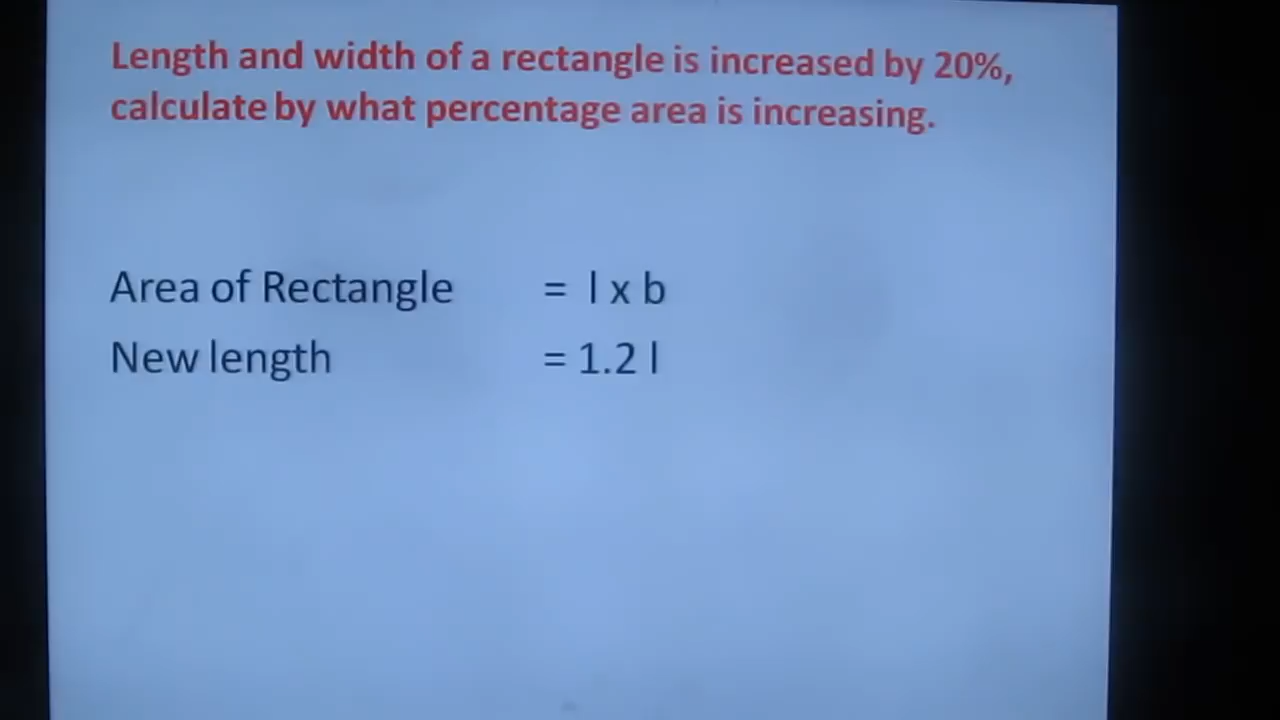 Length and width of a rectangle is increased by 20%,
calculate by what percentage area is increasing.
Area of Rectangle = l x b
New length = 1.2 l